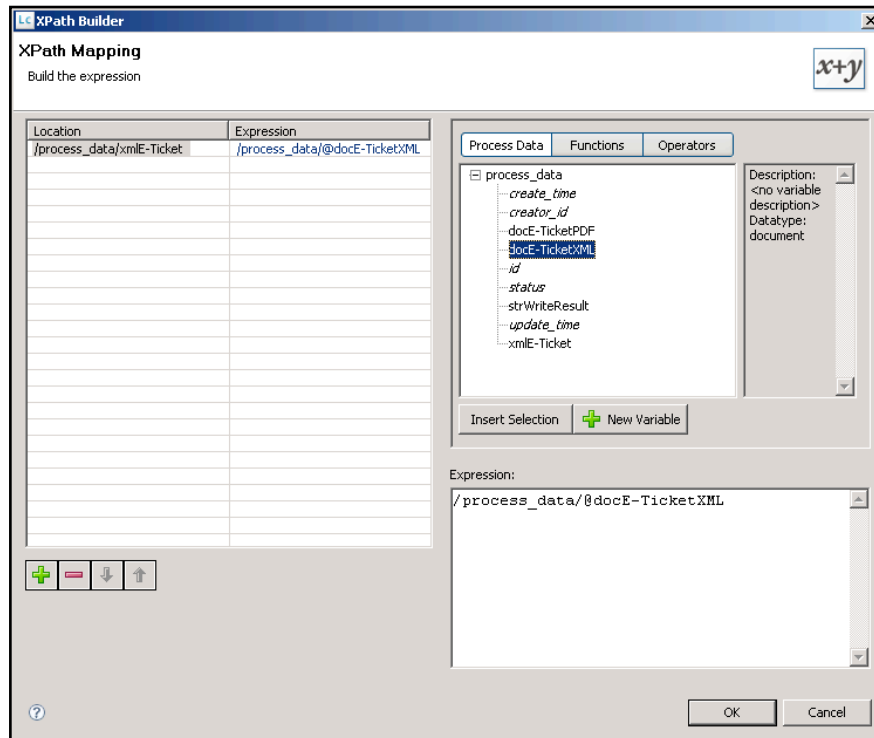 Lc XPath Builder
XPath Mapping
Build the expression
x+y
Location Expression
/process_data/xmlE-Ticket /process_data/@docE-TicketXML
Process Data Functions Operators
process_data
create_time
creator_id
docE-TicketPDF
docE-TicketXML
id
status
strWriteResult
update_time
xmlE-Ticket
Description:
<no variable
description>
Datatype:
document
Insert Selection New Variable
Expression:
/process_data/@docE-TicketXML
OK Cancel